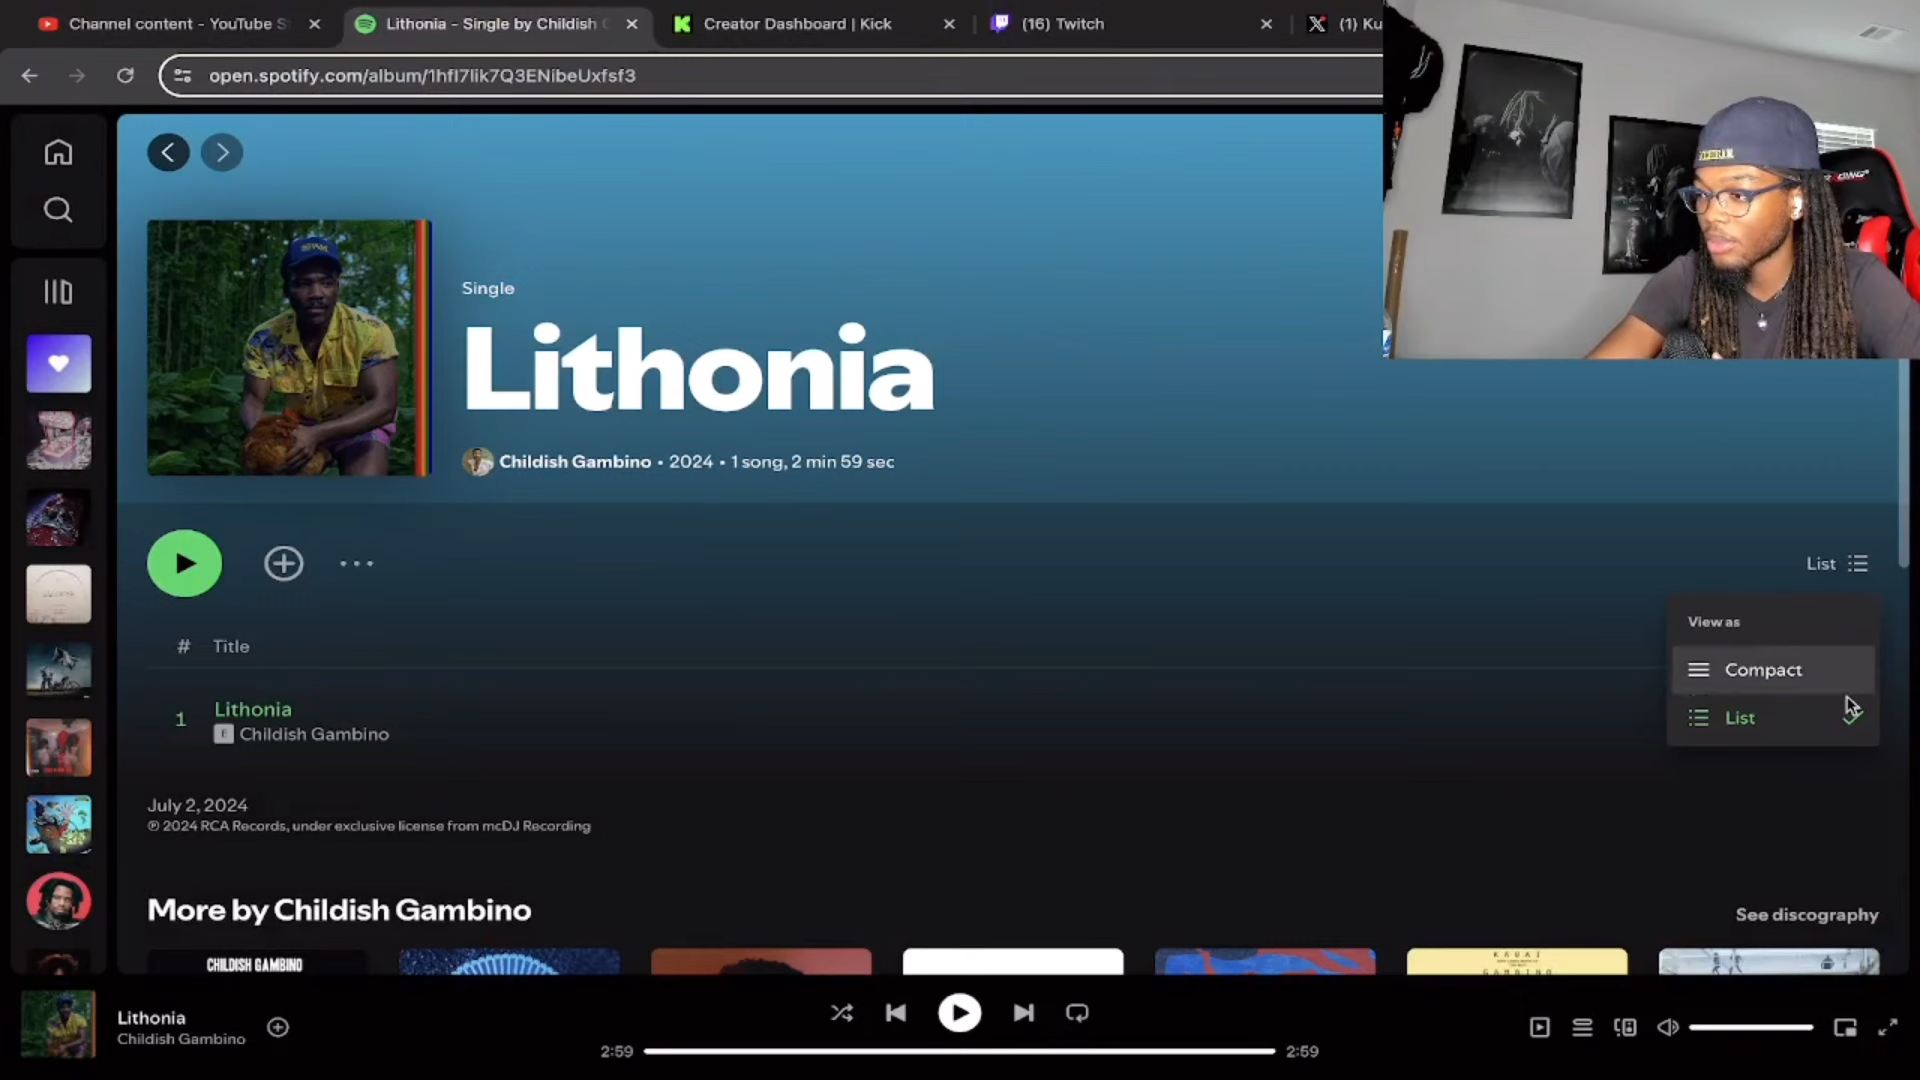 Channel content - YouTube S
Lithonia - Single by Childish G
Creator Dashboard | Kick
(16) Twitch
(1) Ku
open.spotify.com/album/1hfI7lik7Q3ENibeUxfsf3
Single
Lithonia
Childish Gambino • 2024 • 1 song, 2 min 59 sec
List
View as
Compact
List
# Title
1 Lithonia
E Childish Gambino
July 2, 2024
℗ 2024 RCA Records, under exclusive license from mcDJ Recording
More by Childish Gambino
See discography
CHILDISH GAMBINO
KAUAI
GAMBINO
Lithonia
Childish Gambino
2:59
2:59